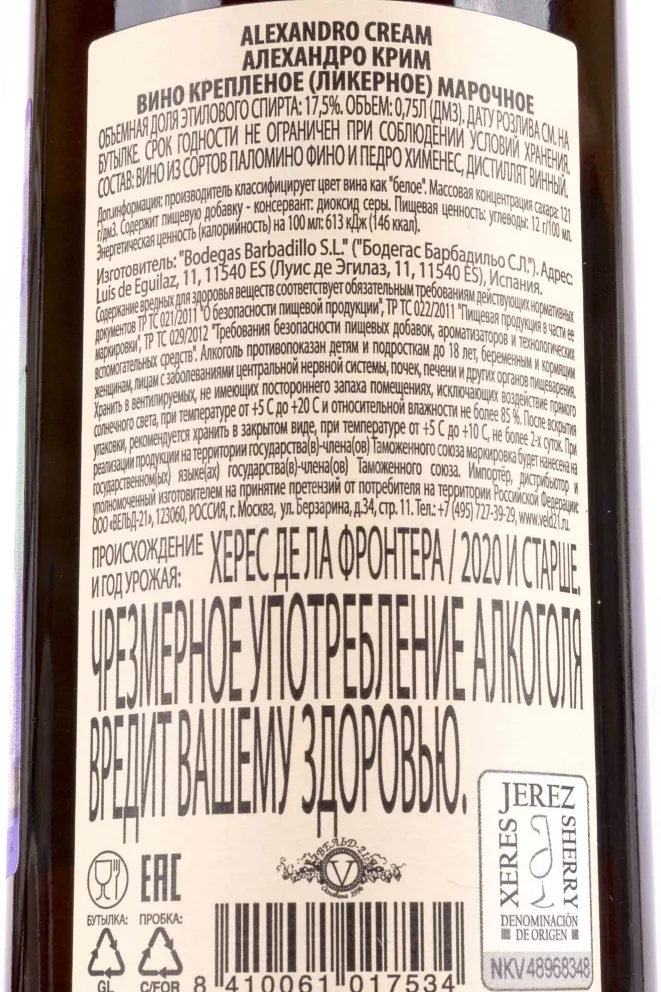 ALEXANDRO CREAM
АЛЕХАНДРО КРИМ
ВИНО КРЕПЛЕНОЕ (ЛИКЕРНОЕ) МАРОЧНОЕ
ОБЪЕМНАЯ ДОЛЯ ЭТИЛОВОГО СПИРТА: 17,5%. ОБЪЕМ: 0,75Л (ДМ3). ДАТУ РОЗЛИВА СМ. НА
БУТЫЛКЕ. СРОК ГОДНОСТИ НЕ ОГРАНИЧЕН ПРИ СОБЛЮДЕНИИ УСЛОВИЙ ХРАНЕНИЯ.
СОСТАВ: ВИНО ИЗ СОРТОВ ПАЛОМИНО ФИНО И ПЕДРО ХИМЕНЕС, ДИСТИЛЛЯТ ВИННЫЙ.
Доп.информация: производитель классифицирует цвет вина как "белое". Массовая концентрация сахара: 121
г/дм3. Содержит пищевую добавку - консервант: диоксид серы. Пищевая ценность: углеводы: 12 г/100 мл.
Энергетическая ценность (калорийность) на 100 мл: 613 кДж (146 ккал).
Изготовитель: "Bodegas Barbadillo S.L." ("Бодегас Барбадильо С.Л."). Адрес:
Luis de Eguilaz, 11, 11540 ES (Луис де Эгилаз, 11, 11540 ES), Испания.
Содержание вредных для здоровья веществ соответствует обязательным требованиям действующих нормативных
документов ТР ТС 021/2011 "О безопасности пищевой продукции", ТР ТС 022/2011 "Пищевая продукция в части ее
маркировки", ТР ТС 029/2012 "Требования безопасности пищевых добавок, ароматизаторов и технологических
вспомогательных средств". Алкоголь противопоказан детям и подросткам до 18 лет, беременным и кормящим
женщинам, лицам с заболеваниями центральной нервной системы, почек, печени и других органов пищеварения.
Хранить в вентилируемых, не имеющих постороннего запаха помещениях, исключающих воздействие прямого
солнечного света, при температуре от +5 С до +20 С и относительной влажности не более 85 %. После вскрытия
упаковки, рекомендуется хранить в закрытом виде, при температуре от +5 С до +10 С, не более 2-х суток. При
реализации продукции на территории государства(в)-члена(ов) Таможенного союза маркировка будет нанесена на
государственном(ых) языке(ах) государства(в)-члена(ов) Таможенного союза. Импортёр, дистрибьютор и
уполномоченный изготовителем на принятие претензий от потребителя на территории Российской Федерации:
ООО «ВЕЛЬД-21», 123060, РОССИЯ, г. Москва, ул. Берзарина, д.34, стр. 11. Тел.: +7 (495) 727-39-29, www.veld21.ru.
ПРОИСХОЖДЕНИЕ
И ГОД УРОЖАЯ:
ХЕРЕС ДЕ ЛА ФРОНТЕРА / 2020 И СТАРШЕ.
ЧРЕЗМЕРНОЕ УПОТРЕБЛЕНИЕ АЛКОГОЛЯ
ВРЕДИТ ВАШЕМУ ЗДОРОВЬЮ.
ВЕЛЬД-21
V
Основана 1996
EAC
БУТЫЛКА: ПРОБКА:
GL C/FOR
8 410061 017534
JEREZ
XERES
SHERRY
DENOMINACIÓN
DE ORIGEN
NKV 48968348